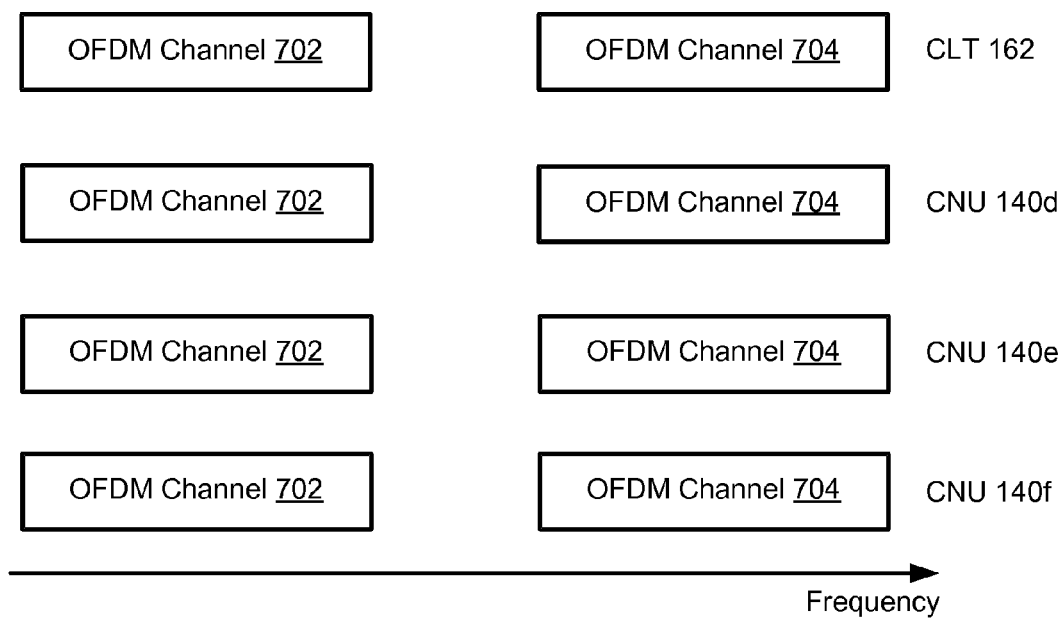 OFDM Channel 702 OFDM Channel 704 CLT 162
OFDM Channel 702 OFDM Channel 704 CNU 140d
OFDM Channel 702 OFDM Channel 704 CNU 140e
OFDM Channel 702 OFDM Channel 704 CNU 140f
Frequency